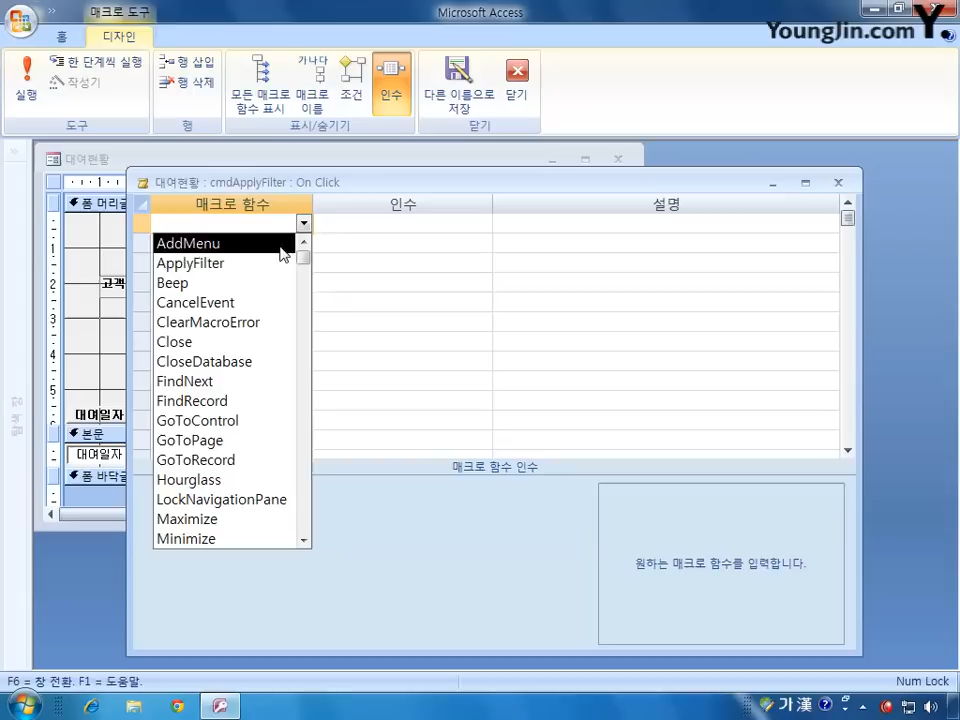 매크로 도구
Microsoft Access
YoungJin.com Y.
홈
디자인
실행
한 단계씩 실행
작성기
도구
행 삽입
행 삭제
행
모든 매크로 함수 표시
매크로 이름
조건
인수
표시/숨기기
다른 이름으로 저장
닫기
닫기
대여현황
대여현황 : cmdApplyFilter : On Click
매크로 함수
인수
설명
AddMenu
ApplyFilter
Beep
CancelEvent
ClearMacroError
Close
CloseDatabase
FindNext
FindRecord
GoToControl
GoToPage
GoToRecord
Hourglass
LockNavigationPane
Maximize
Minimize
폼 머리글
고객
대여일자
본문
대여일자
폼 바닥글
매크로 함수 인수
원하는 매크로 함수를 입력합니다.
F6 = 창 전환. F1 = 도움말.
Num Lock
가 漢